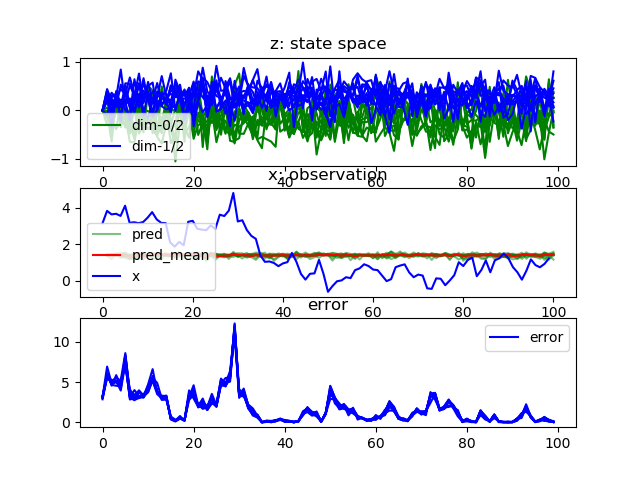 z: state space
1
0
−1
dim-0/2
dim-1/2
0 20 40 60 80 100
x: observation
4
2
0
pred
pred_mean
x
0 20 40 60 80 100
error
10
5
0
error
0 20 40 60 80 100